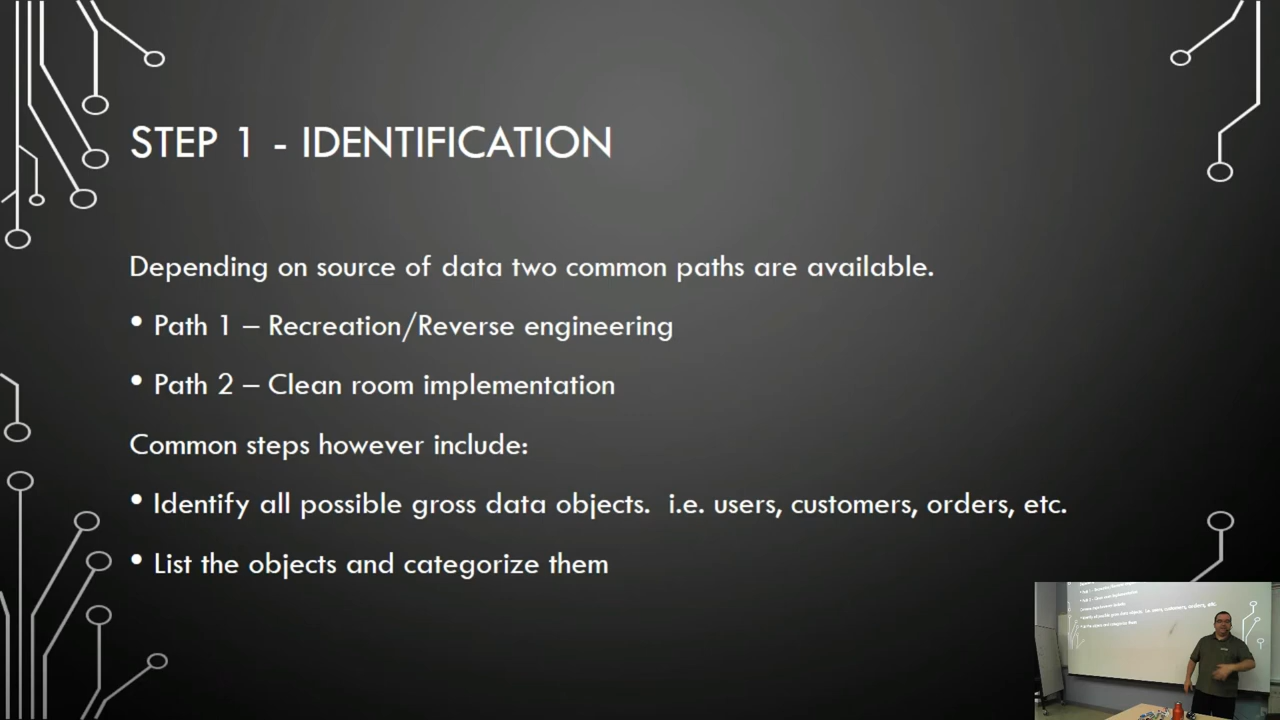 STEP 1 - IDENTIFICATION
Depending on source of data two common paths are available.
• Path 1 – Recreation/Reverse engineering
• Path 2 – Clean room implementation
Common steps however include:
• Identify all possible gross data objects.  i.e. users, customers, orders, etc.
• List the objects and categorize them